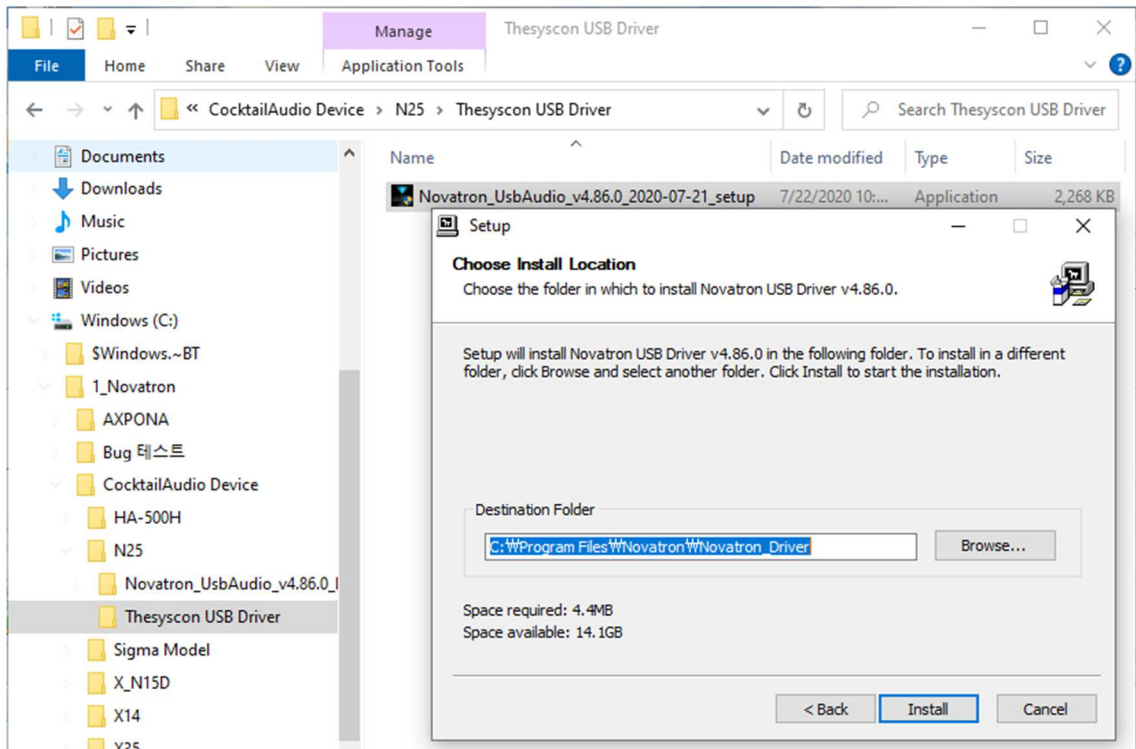 Manage
Thesyscon USB Driver
File
Home
Share
View
Application Tools
?
« CocktailAudio Device > N25 > Thesyscon USB Driver
Search Thesyscon USB Driver
Documents
Downloads
Music
Pictures
Videos
Windows (C:)
$Windows.~BT
1_Novatron
AXPONA
Bug 테스트
CocktailAudio Device
HA-500H
N25
Novatron_UsbAudio_v4.86.0_
Thesyscon USB Driver
Sigma Model
X_N15D
X14
X35
Name
Date modified
Type
Size
Novatron_UsbAudio_v4.86.0_2020-07-21_setup 7/22/2020 10:... Application 2,268 KB
Setup
Choose Install Location
Choose the folder in which to install Novatron USB Driver v4.86.0.
Setup will install Novatron USB Driver v4.86.0 in the following folder. To install in a different
folder, click Browse and select another folder. Click Install to start the installation.
Destination Folder
C:₩Program Files₩Novatron₩Novatron_Driver
Browse...
Space required: 4.4MB
Space available: 14.1GB
< Back
Install
Cancel